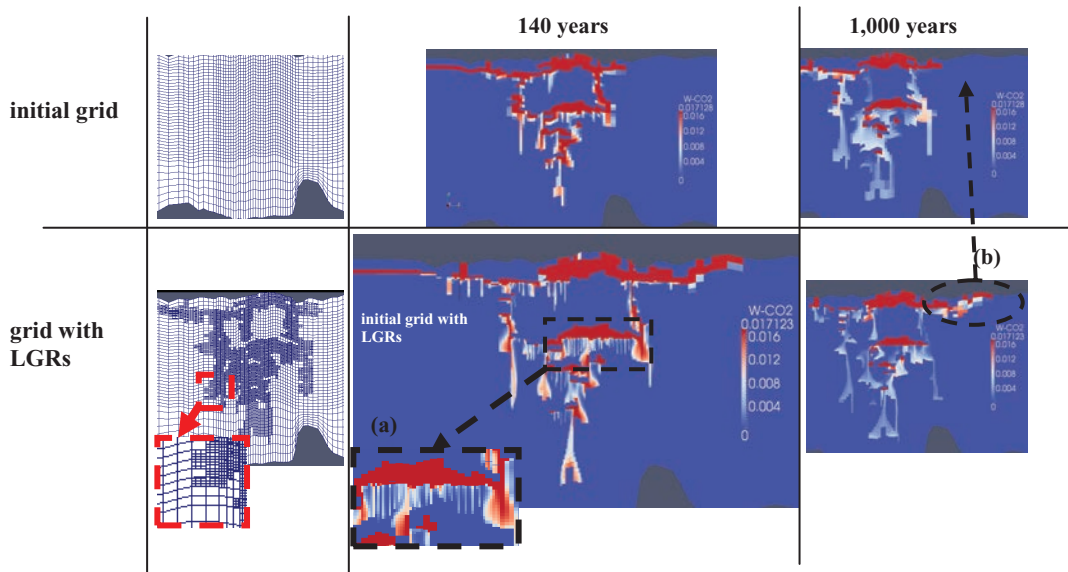 140 years
1,000 years
initial grid
W-CO2
0.017128
0.016
0.012
0.008
0.004
0
W-CO2
0.017128
0.016
0.012
0.008
0.004
0
grid with
LGRs
initial grid with
LGRs
W-CO2
0.017123
0.016
0.012
0.008
0.004
0
(a)
(b)
W-CO2
0.017123
0.016
0.012
0.008
0.004
0